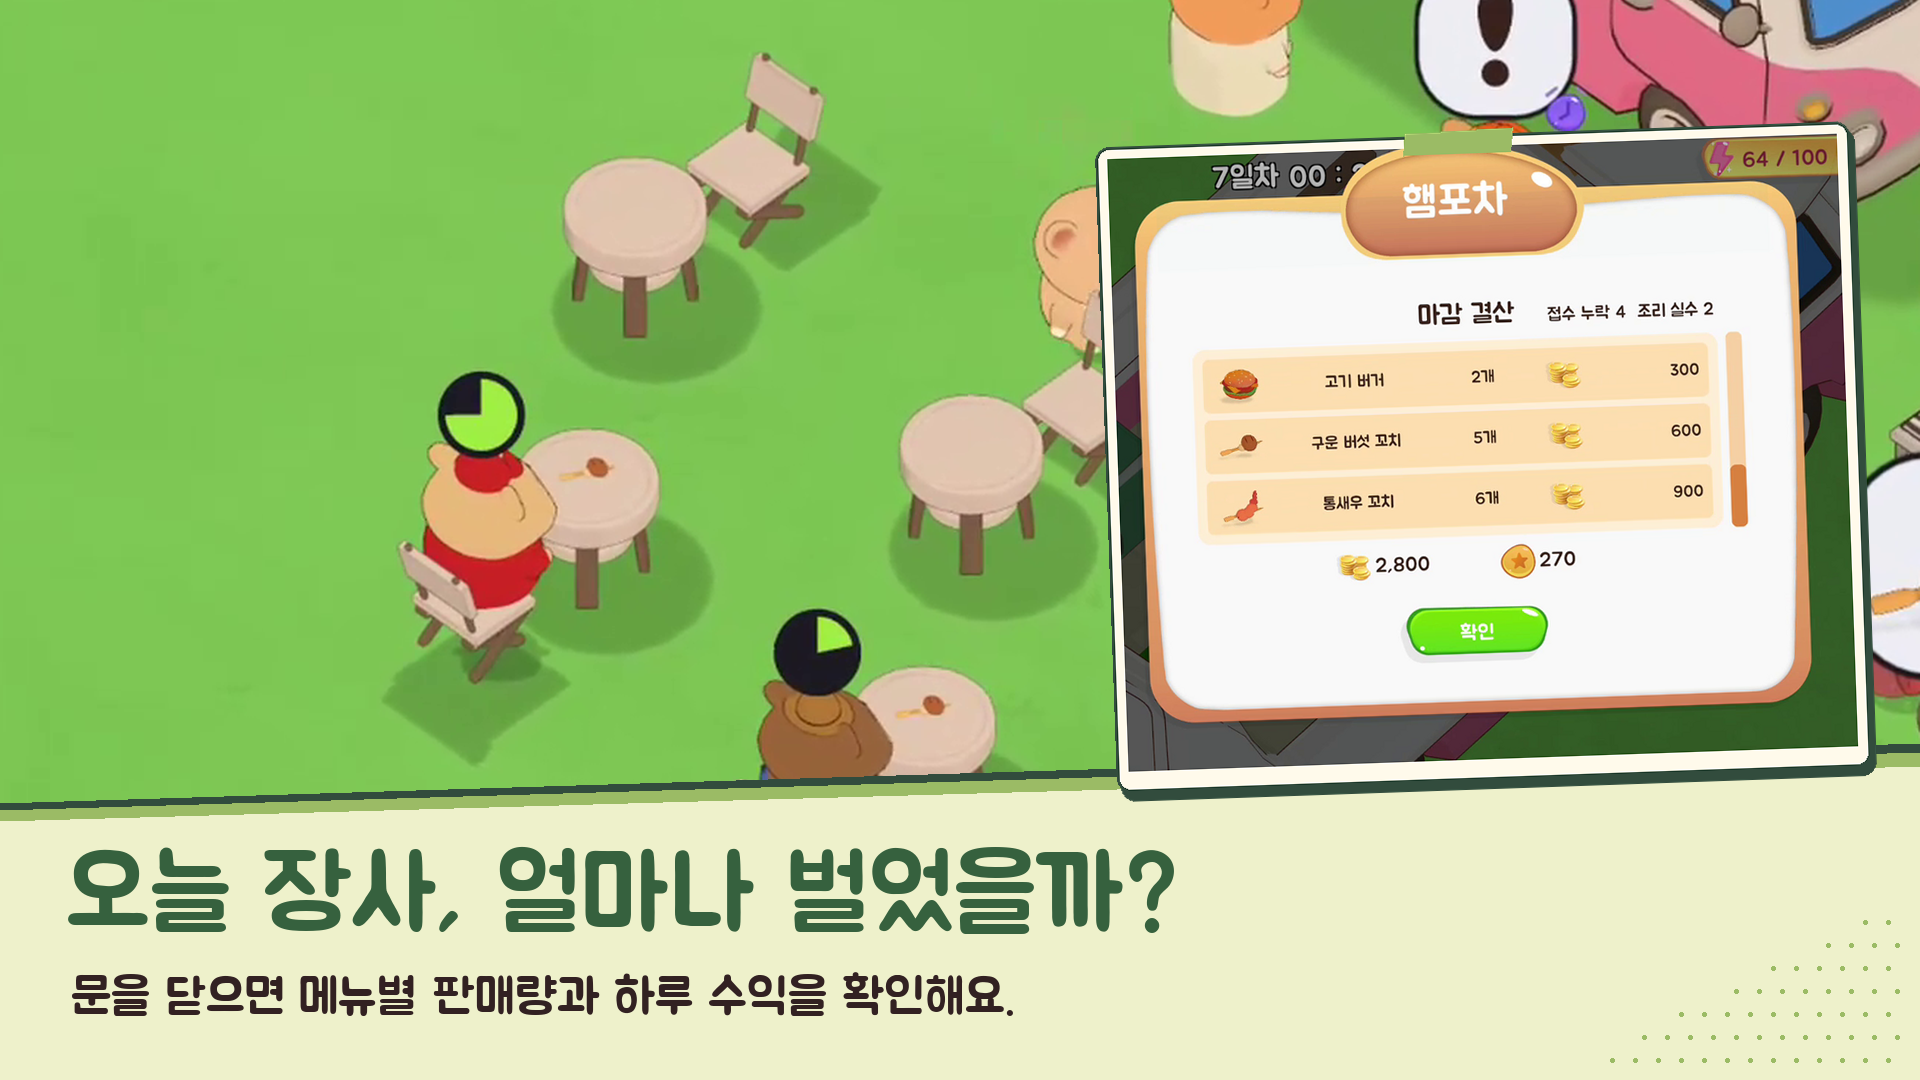 7일차 00 :
64 / 100
햄포차
마감 결산 접수 누락 4 조리 실수 2
고기 버거 2개 300
구운 버섯 꼬치 5개 600
통새우 꼬치 6개 900
2,800 270
확인
오늘 장사, 얼마나 벌었을까?
문을 닫으면 메뉴별 판매량과 하루 수익을 확인해요.